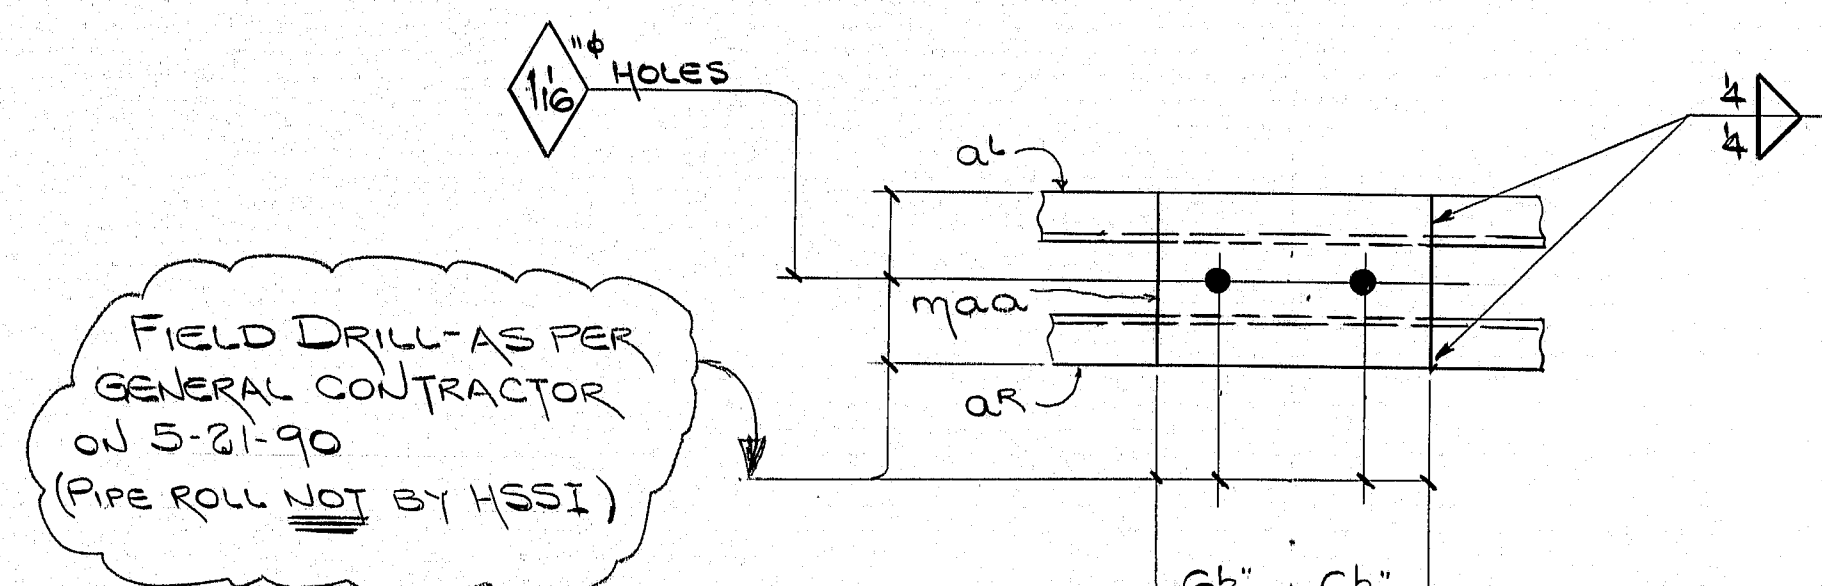 1 1/16 "ϕ HOLES
1/4
1/4
aL
maa
aR
FIELD DRILL-AS PER
GENERAL CONTRACTOR
ON 5-21-90
(PIPE ROLL NOT BY HSSI)